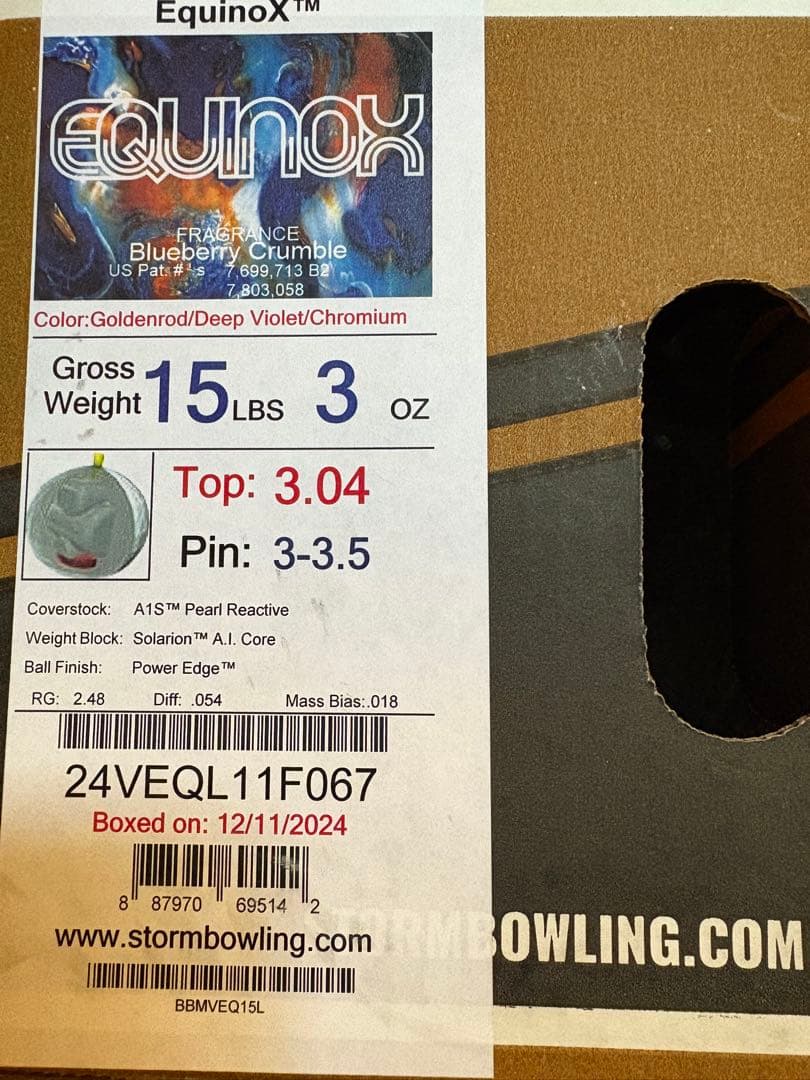 EquinoX™
EQUINOX
FRAGRANCE
Blueberry Crumble
US Pat. #'s 7,699,713 B2
7,803,058
Color:Goldenrod/Deep Violet/Chromium
Gross Weight 15 LBS 3 OZ
Top: 3.04
Pin: 3-3.5
Coverstock: A1S™ Pearl Reactive
Weight Block: Solarion™ A.I. Core
Ball Finish: Power Edge™
RG: 2.48 Diff: .054 Mass Bias:.018
24VEQL11F067
Boxed on: 12/11/2024
8 87970 69514 2
www.stormbowling.com
STORMBOWLING.COM
BBMVEQ15L